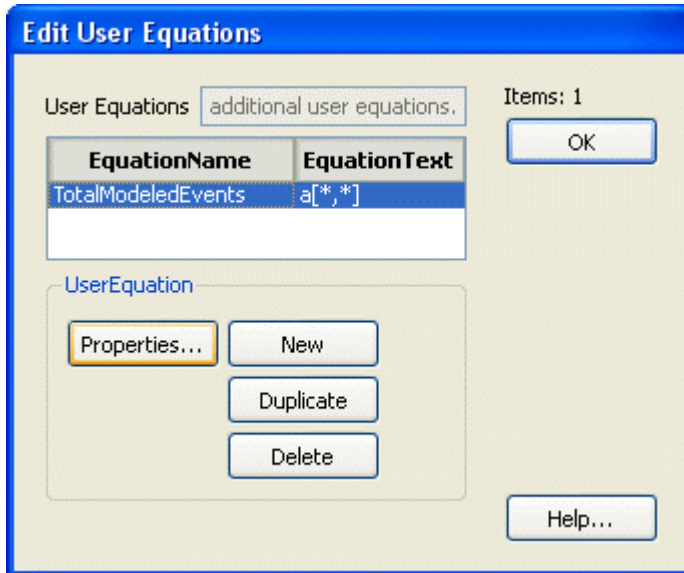 Edit User Equations
User Equations additional user equations. Items: 1
OK
EquationName EquationText
TotalModeledEvents a[*,*]
UserEquation
Properties... New
Duplicate
Delete
Help...